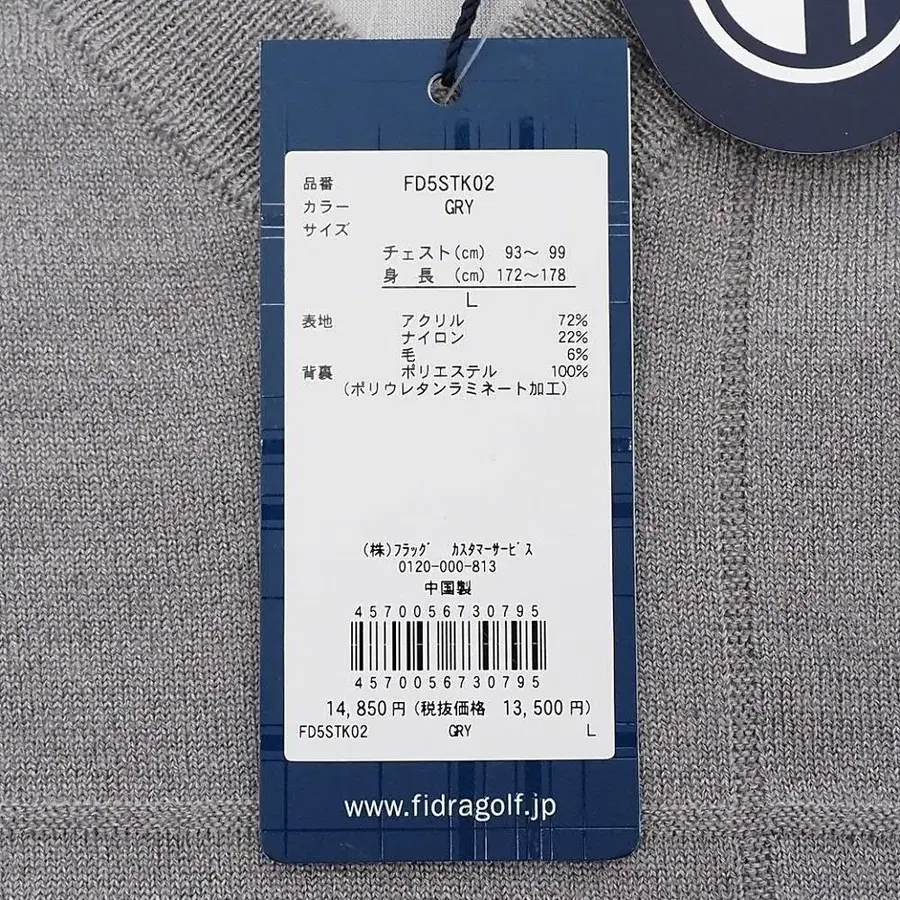 品番 FD5STK02
カラー GRY
サイズ
チェスト(cm) 93～ 99
身 長 (cm) 172～178
L
表地 アクリル 72%
ナイロン 22%
毛 6%
背裏 ポリエステル 100%
(ポリウレタンラミネート加工)
(株)ﾌﾗｯｸﾞ ｶｽﾀﾏｰｻｰﾋﾞｽ
0120-000-813
中国製
4570056730795
4570056730795
14,850円(税抜価格 13,500円)
FD5STK02 GRY L
www.fidragolf.jp